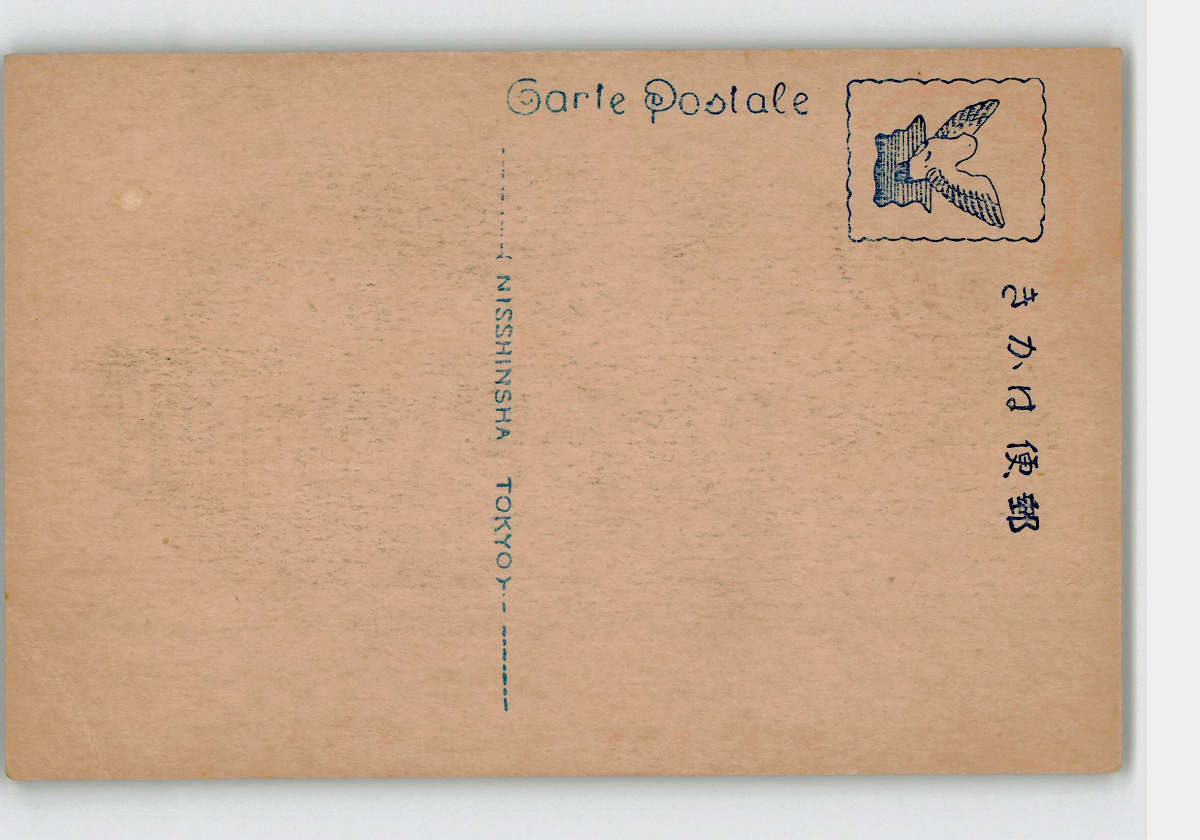 Carte Postale
(NISSHINSHA TOKYO)
郵便はかき